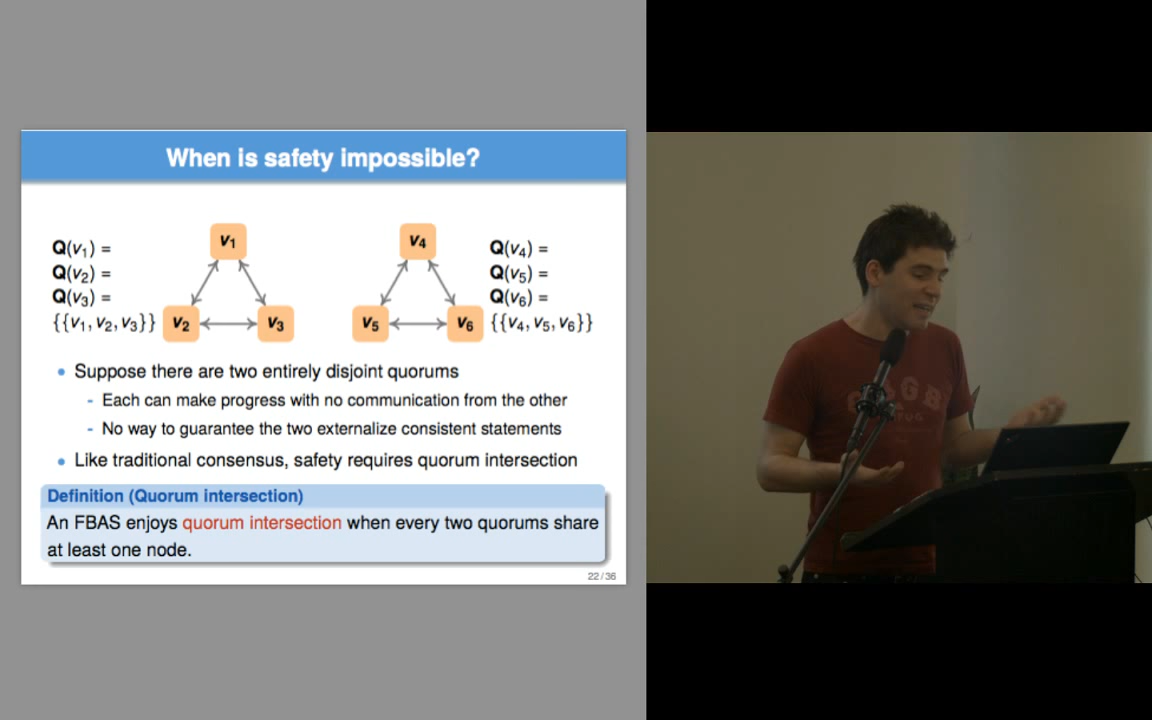 When is safety impossible?
Q(v1) =
Q(v2) =
Q(v3) =
{{v1, v2, v3}}
v1
v2
v3
v4
v5
v6
Q(v4) =
Q(v5) =
Q(v6) =
{{v4, v5, v6}}
• Suppose there are two entirely disjoint quorums
- Each can make progress with no communication from the other
- No way to guarantee the two externalize consistent statements
• Like traditional consensus, safety requires quorum intersection
Definition (Quorum intersection)
An FBAS enjoys quorum intersection when every two quorums share
at least one node.
22/36